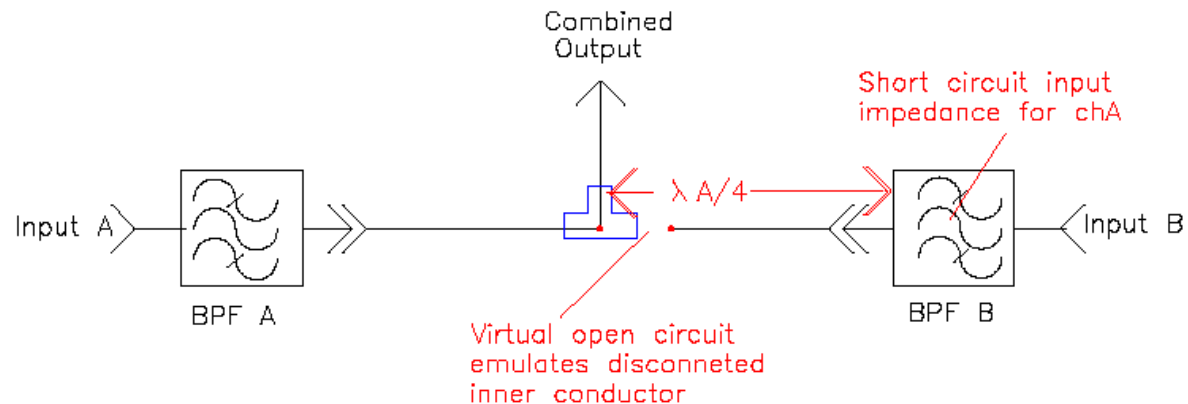 Combined
Output
Short circuit input
impedance for chA
λ A/4
Input A
Input B
BPF A
BPF B
Virtual open circuit
emulates disconneted
inner conductor